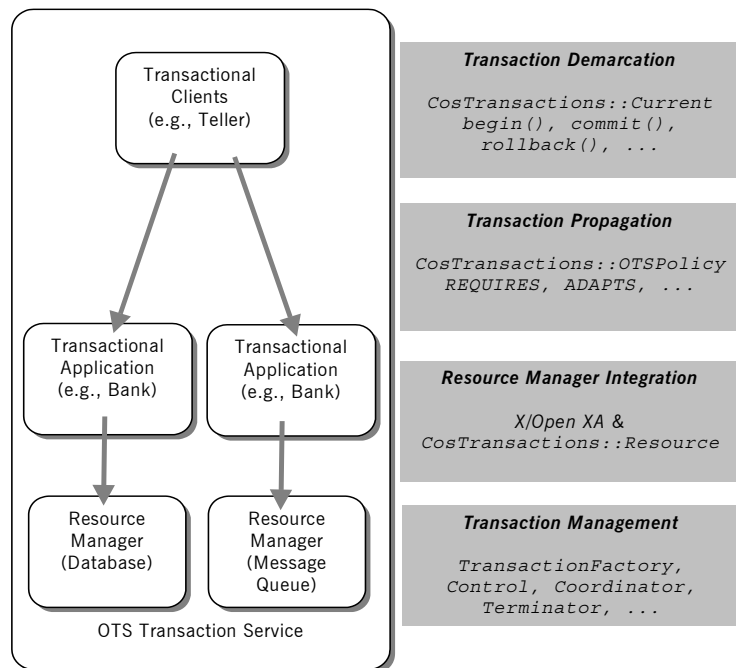 Transactional
Clients
(e.g., Teller)
Transactional
Application
(e.g., Bank)
Transactional
Application
(e.g., Bank)
Resource
Manager
(Database)
Resource
Manager
(Message
Queue)
OTS Transaction Service
Transaction Demarcation
CosTransactions::Current
begin(), commit(),
rollback(), ...
Transaction Propagation
CosTransactions::OTSPolicy
REQUIRES, ADAPTS, ...
Resource Manager Integration
X/Open XA &
CosTransactions::Resource
Transaction Management
TransactionFactory,
Control, Coordinator,
Terminator, ...